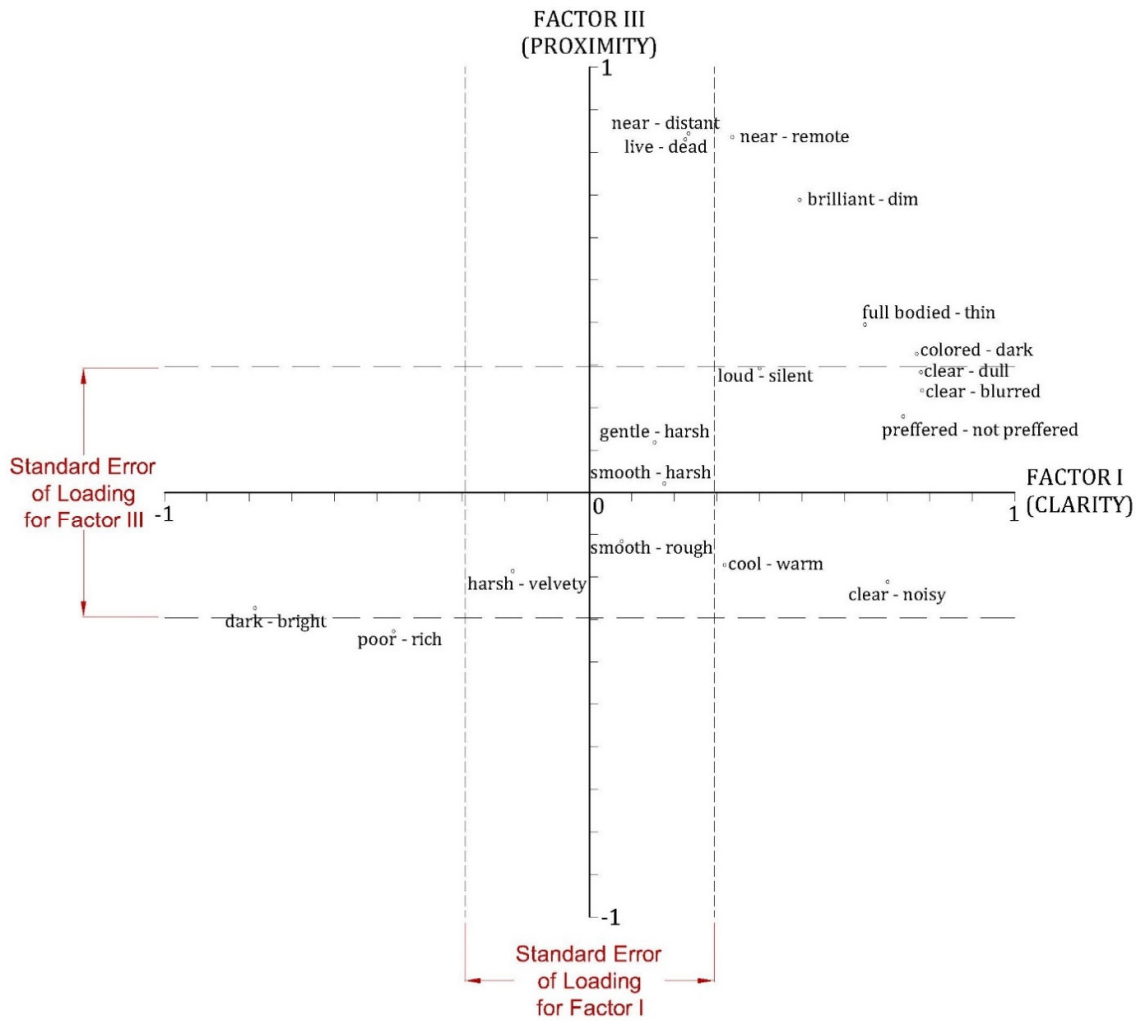 FACTOR III
(PROXIMITY)
1
near - distant
near - remote
live - dead
brilliant - dim
full bodied - thin
colored - dark
clear - dull
loud - silent
clear - blurred
preffered - not preffered
gentle - harsh
smooth - harsh
Standard Error
of Loading
for Factor III
FACTOR I
(CLARITY)
-1
0
1
smooth - rough
cool - warm
harsh - velvety
clear - noisy
dark - bright
poor - rich
-1
Standard Error
of Loading
for Factor I